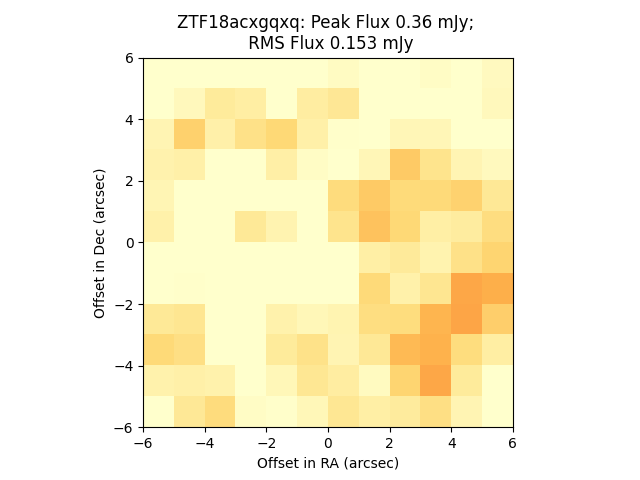 ZTF18acxgqxq: Peak Flux 0.36 mJy;
RMS Flux 0.153 mJy
6
4
2
0
−2
−4
−6
Offset in Dec (arcsec)
−6 −4 −2 0 2 4 6
Offset in RA (arcsec)